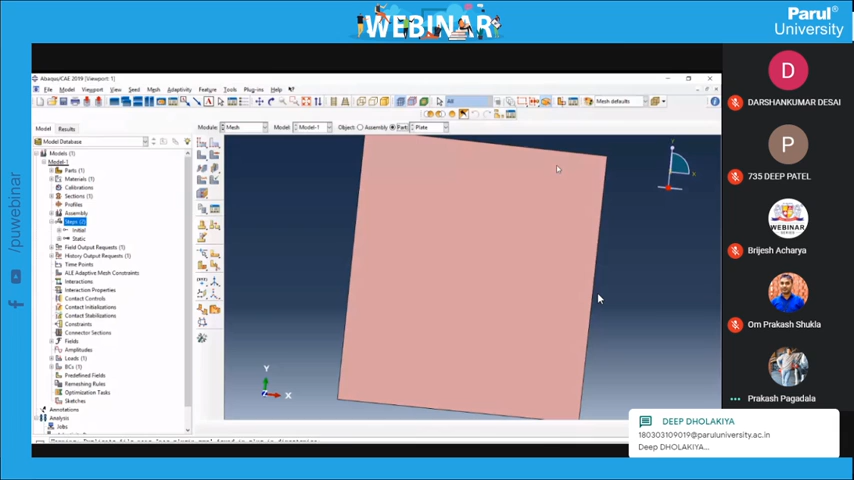 WEBINAR
Parul®
University
/puwebinar
Abaqus/CAE 2019 [Viewport: 1]
File Model Viewport View Seed Mesh Adaptivity Feature Tools Plug-ins Help
All
Mesh defaults
Model Results
Module: Mesh Model: Model-1 Object: Assembly Part: Plate
Model Database
Models (1)
Model-1
Parts (1)
Materials (1)
Calibrations
Sections (1)
Profiles
Assembly
Steps (2)
Initial
Static
Field Output Requests (1)
History Output Requests (1)
Time Points
ALE Adaptive Mesh Constraints
Interactions
Interaction Properties
Contact Controls
Contact Initializations
Contact Stabilizations
Constraints
Connector Sections
Fields
Amplitudes
Loads (1)
BCs (1)
Predefined Fields
Remeshing Rules
Optimization Tasks
Sketches
Annotations
Analysis
Jobs
Y
X
Z
D
DARSHANKUMAR DESAI
P
735 DEEP PATEL
WEBINAR
SERIES
Brijesh Acharya
Om Prakash Shukla
Prakash Pagadala
DEEP DHOLAKIYA
180303109019@paruluniversity.ac.in
Deep DHOLAKIYA...